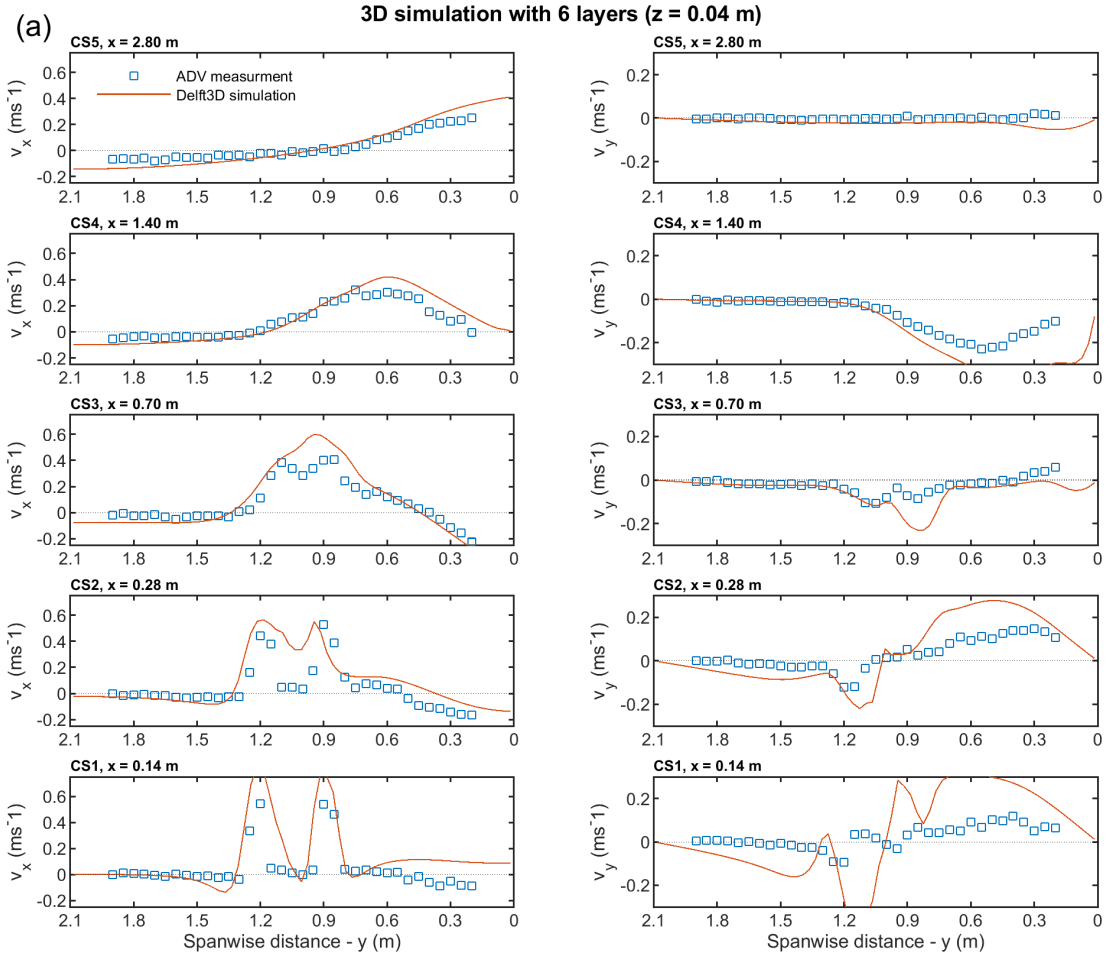 3D simulation with 6 layers (z = 0.04 m)
(a)
CS5, x = 2.80 m
ADV measurment
Delft3D simulation
v_x (ms^-1)
0.6
0.4
0.2
0
-0.2
2.1 1.8 1.5 1.2 0.9 0.6 0.3 0
CS5, x = 2.80 m
v_y (ms^-1)
0.2
0
-0.2
2.1 1.8 1.5 1.2 0.9 0.6 0.3 0
CS4, x = 1.40 m
v_x (ms^-1)
0.6
0.4
0.2
0
-0.2
2.1 1.8 1.5 1.2 0.9 0.6 0.3 0
CS4, x = 1.40 m
v_y (ms^-1)
0.2
0
-0.2
2.1 1.8 1.5 1.2 0.9 0.6 0.3 0
CS3, x = 0.70 m
v_x (ms^-1)
0.6
0.4
0.2
0
-0.2
2.1 1.8 1.5 1.2 0.9 0.6 0.3 0
CS3, x = 0.70 m
v_y (ms^-1)
0.2
0
-0.2
2.1 1.8 1.5 1.2 0.9 0.6 0.3 0
CS2, x = 0.28 m
v_x (ms^-1)
0.6
0.4
0.2
0
-0.2
2.1 1.8 1.5 1.2 0.9 0.6 0.3 0
CS2, x = 0.28 m
v_y (ms^-1)
0.2
0
-0.2
2.1 1.8 1.5 1.2 0.9 0.6 0.3 0
CS1, x = 0.14 m
v_x (ms^-1)
0.6
0.4
0.2
0
-0.2
2.1 1.8 1.5 1.2 0.9 0.6 0.3 0
Spanwise distance - y (m)
CS1, x = 0.14 m
v_y (ms^-1)
0.2
0
-0.2
2.1 1.8 1.5 1.2 0.9 0.6 0.3 0
Spanwise distance - y (m)